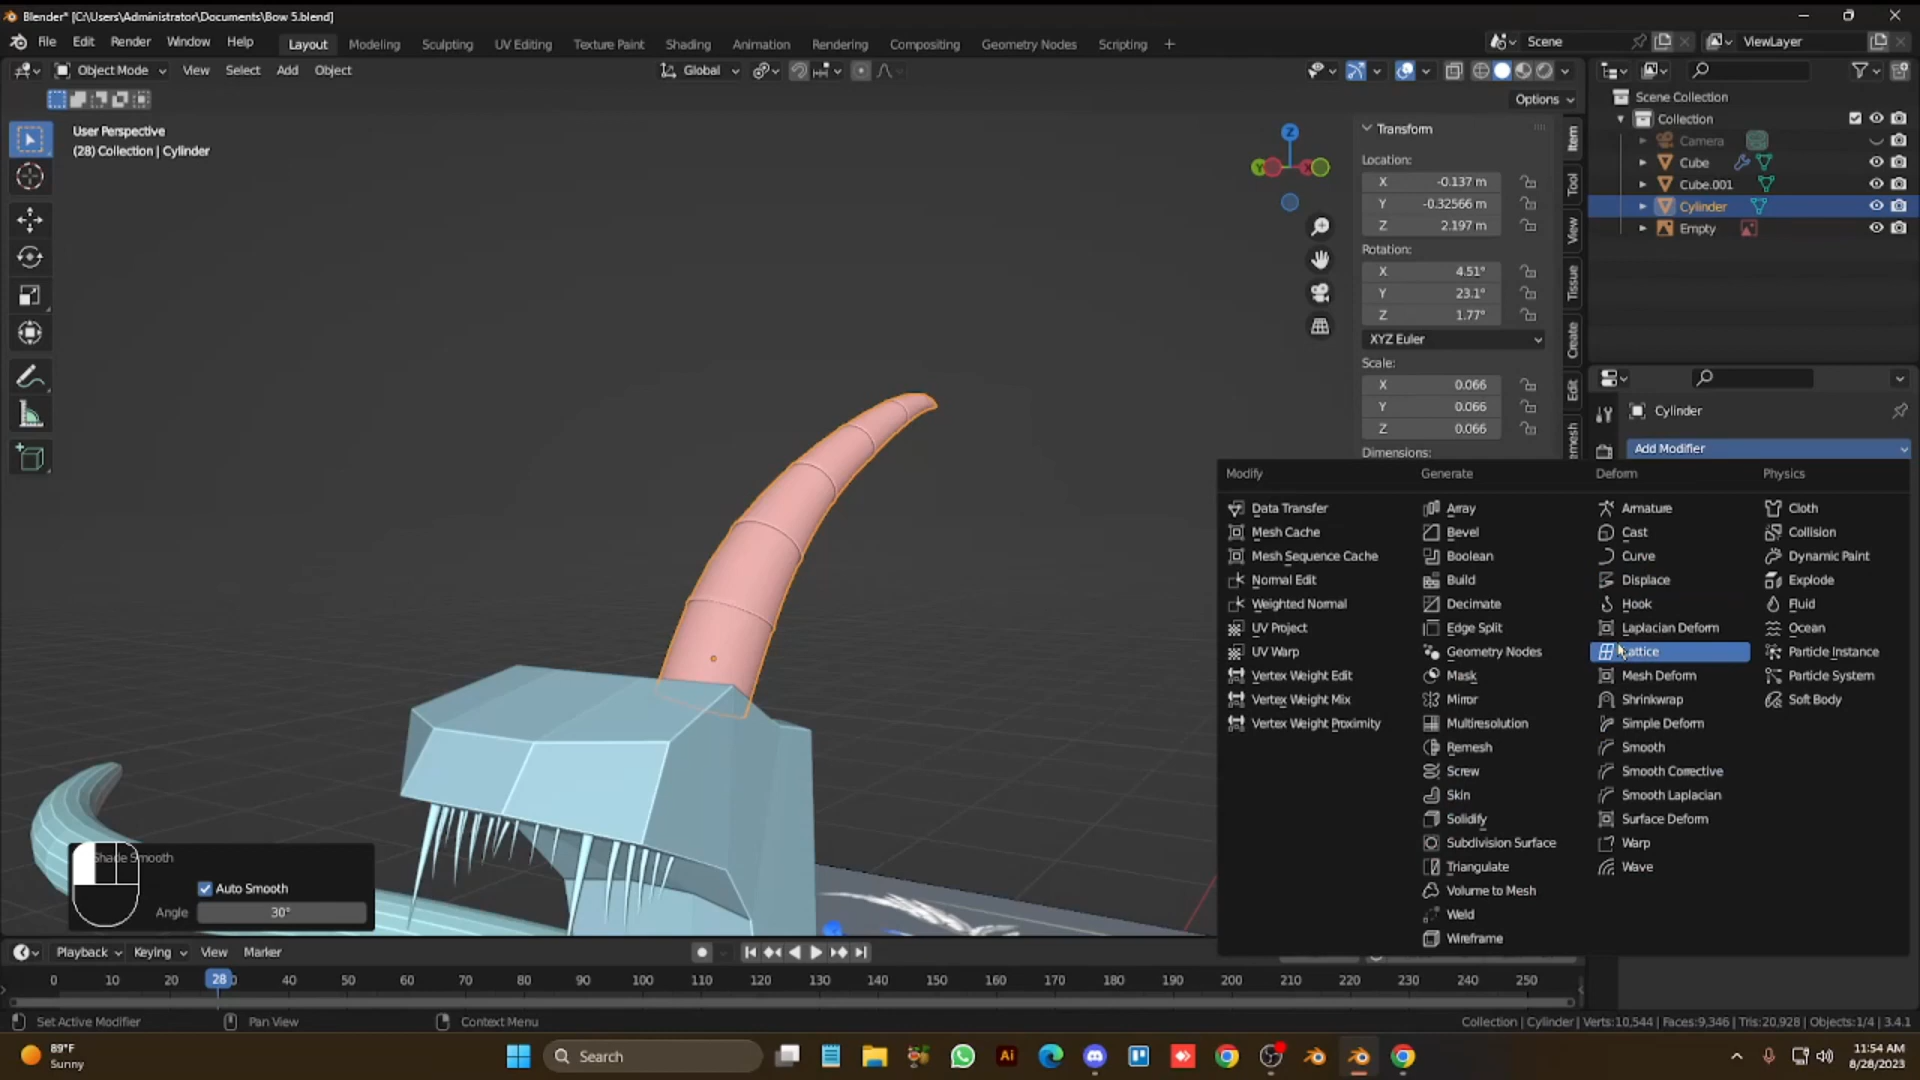 Blender* [C:\Users\Administrator\Documents\Bow 5.blend]
File Edit Render Window Help Layout Modeling Sculpting UV Editing Texture Paint Shading Animation Rendering Compositing Geometry Nodes Scripting + Scene ViewLayer
Object Mode View Select Add Object Global
Options
User Perspective
(28) Collection | Cylinder
Z
Y X
Transform
Location:
X -0.137 m
Y -0.32566 m
Z 2.197 m
Rotation:
X 4.51°
Y 23.1°
Z 1.77°
XYZ Euler
Scale:
X 0.066
Y 0.066
Z 0.066
Dimensions:
Item
Tool
View
Tissue
Create
Edit
Scene Collection
Collection
Camera
Cube
Cube.001
Cylinder
Empty
Cylinder
Add Modifier
Modify Generate Deform Physics
Data Transfer Array Armature Cloth
Mesh Cache Bevel Cast Collision
Mesh Sequence Cache Boolean Curve Dynamic Paint
Normal Edit Build Displace Explode
Weighted Normal Decimate Hook Fluid
UV Project Edge Split Laplacian Deform Ocean
UV Warp Geometry Nodes Lattice Particle Instance
Vertex Weight Edit Mask Mesh Deform Particle System
Vertex Weight Mix Mirror Shrinkwrap Soft Body
Vertex Weight Proximity Multiresolution Simple Deform
Remesh Smooth
Screw Smooth Corrective
Skin Smooth Laplacian
Solidify Surface Deform
Subdivision Surface Warp
Triangulate Wave
Volume to Mesh
Weld
Wireframe
Shade Smooth
Auto Smooth
Angle 30°
Playback Keying View Marker
0 10 20 28 30 40 50 60 70 80 90 100 110 120 130 140 150 160 170 180 190 200 210 220 230 240 250
Set Active Modifier Pan View Context Menu Collection | Cylinder | Verts:10,544 | Faces:9,346 | Tris:20,928 | Objects:1/4 | 3.4.1
89°F
Sunny
Search
Ai
11:54 AM
8/28/2023